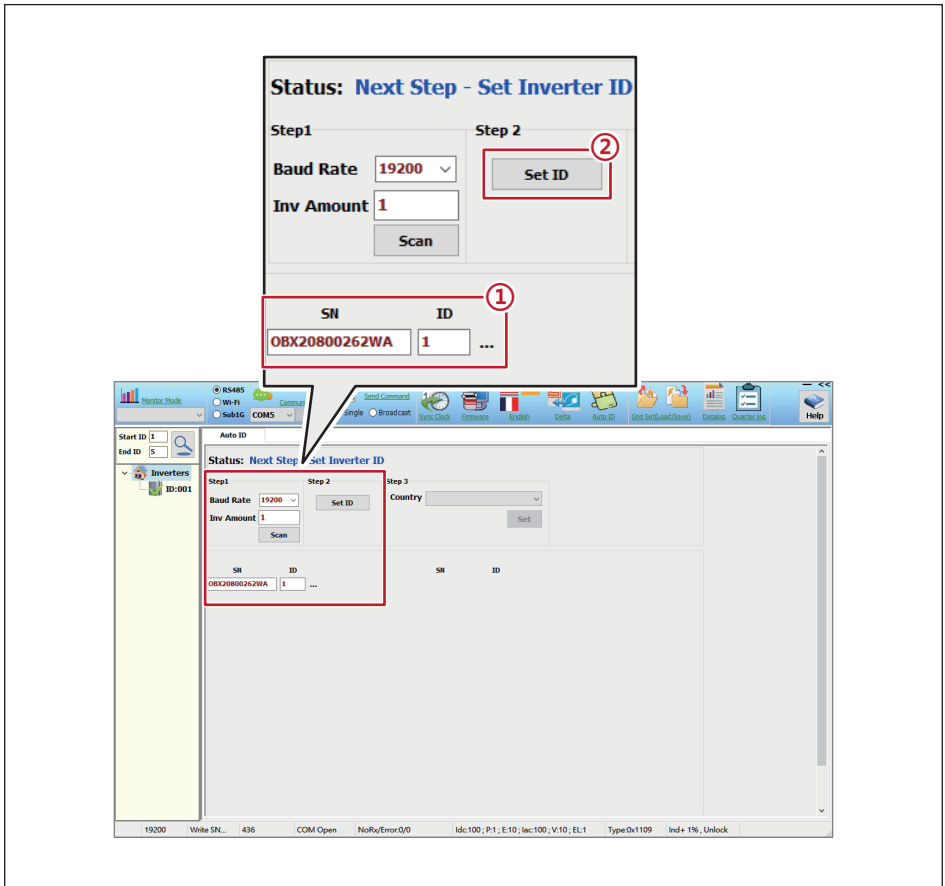 Status: Next Step - Set Inverter ID
Step1
Step 2
②
Baud Rate 19200
Set ID
Inv Amount 1
Scan
①
SN ID
OBX20800262WA 1 ...
Monitor Mode
RS485
Wi-Fi
Sub1G COM5
Send Command
Single Broadcast
Sync Clock
Firmware
English
Delta
Auto ID
Grid Set(Load/Save)
Datalog
Quarter log
<<
Help
Start ID 1
End ID 5
Inverters
ID:001
Auto ID
Status: Next Step Set Inverter ID
Step1 Step 2 Step 3
Baud Rate 19200 Set ID Country
Inv Amount 1 Set
Scan
SN ID SN ID
OBX20800262WA 1 ...
19200 Write SN... 436 COM Open NoRx/Error:0/0 Idc:100 ; P:1 ; E:10 ; Iac:100 ; V:10 ; EL:1 Type:0x1109 Ind+ 1% , Unlock